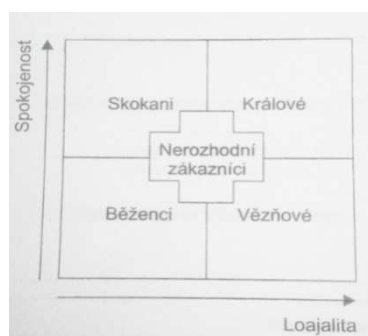 Spokojenost
Skokani
Králové
Nerozhodní
zákazníci
Běženci
Vězňové
Loajalita